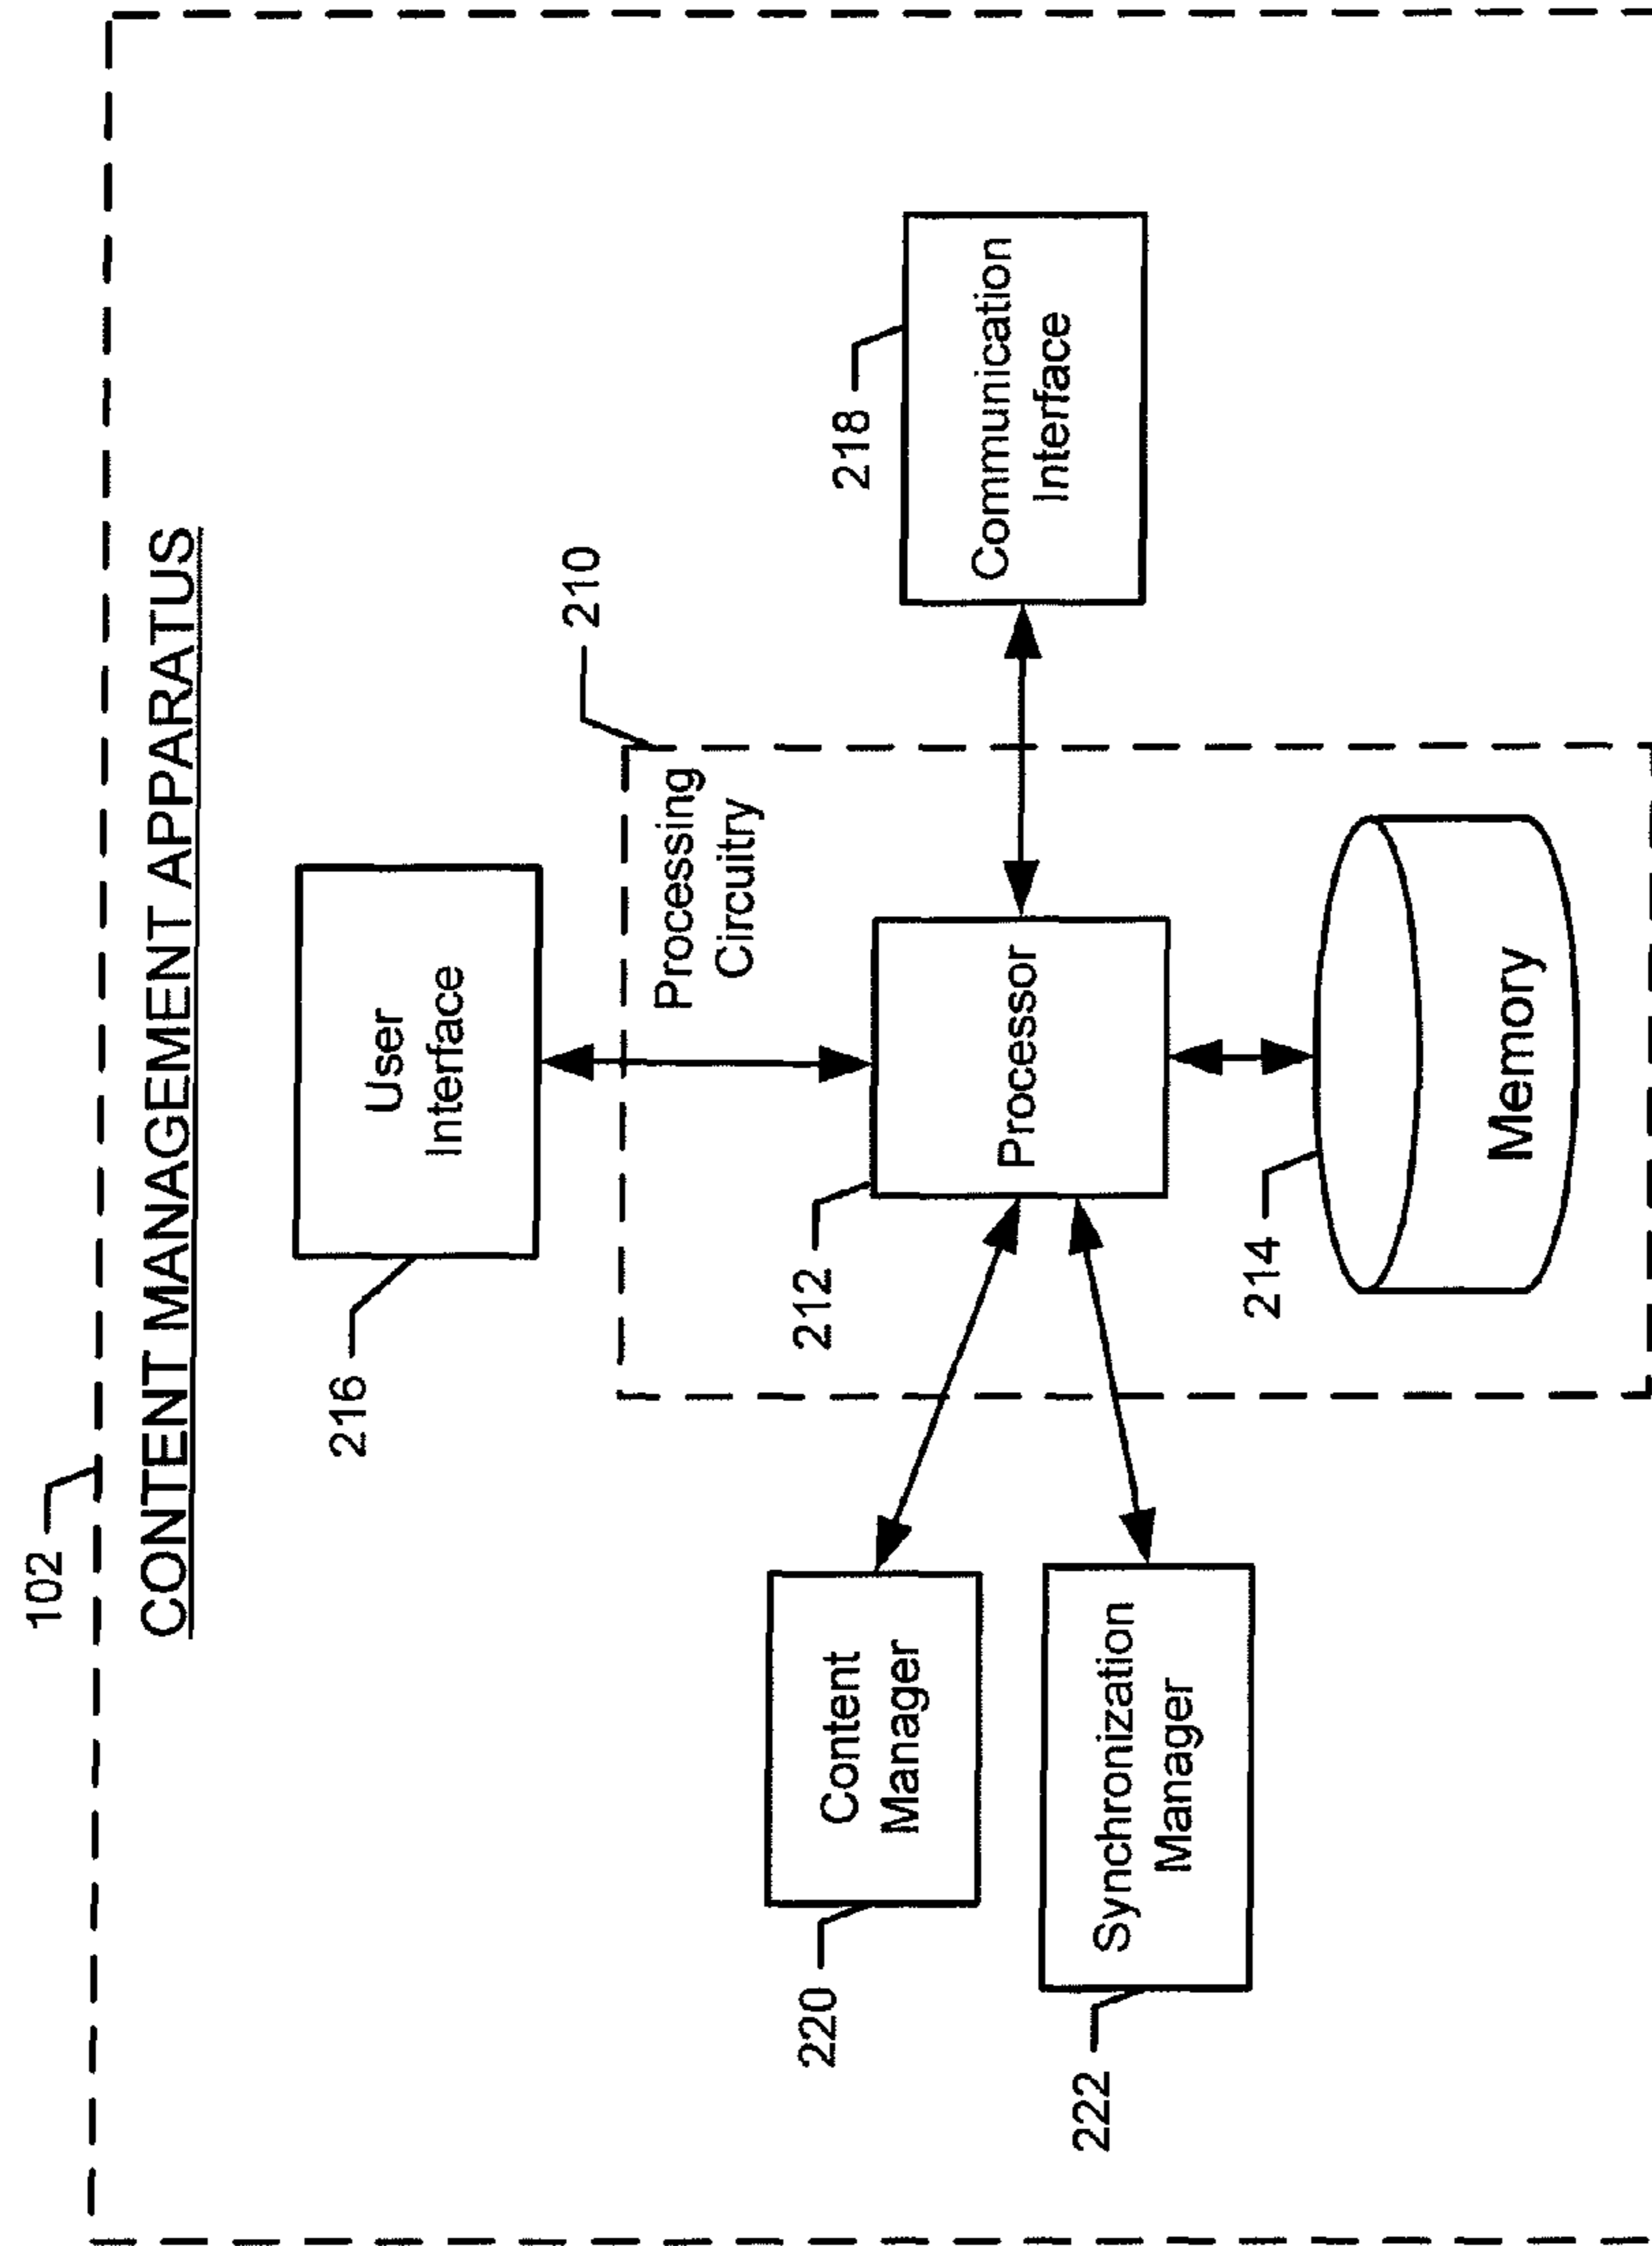 102
CONTENT MANAGEMENT APPARATUS
216
User
Interface
210
Processing
Circuitry
218
Communication
Interface
220
Content
Manager
212
Processor
222
Synchronization
Manager
214
Memory